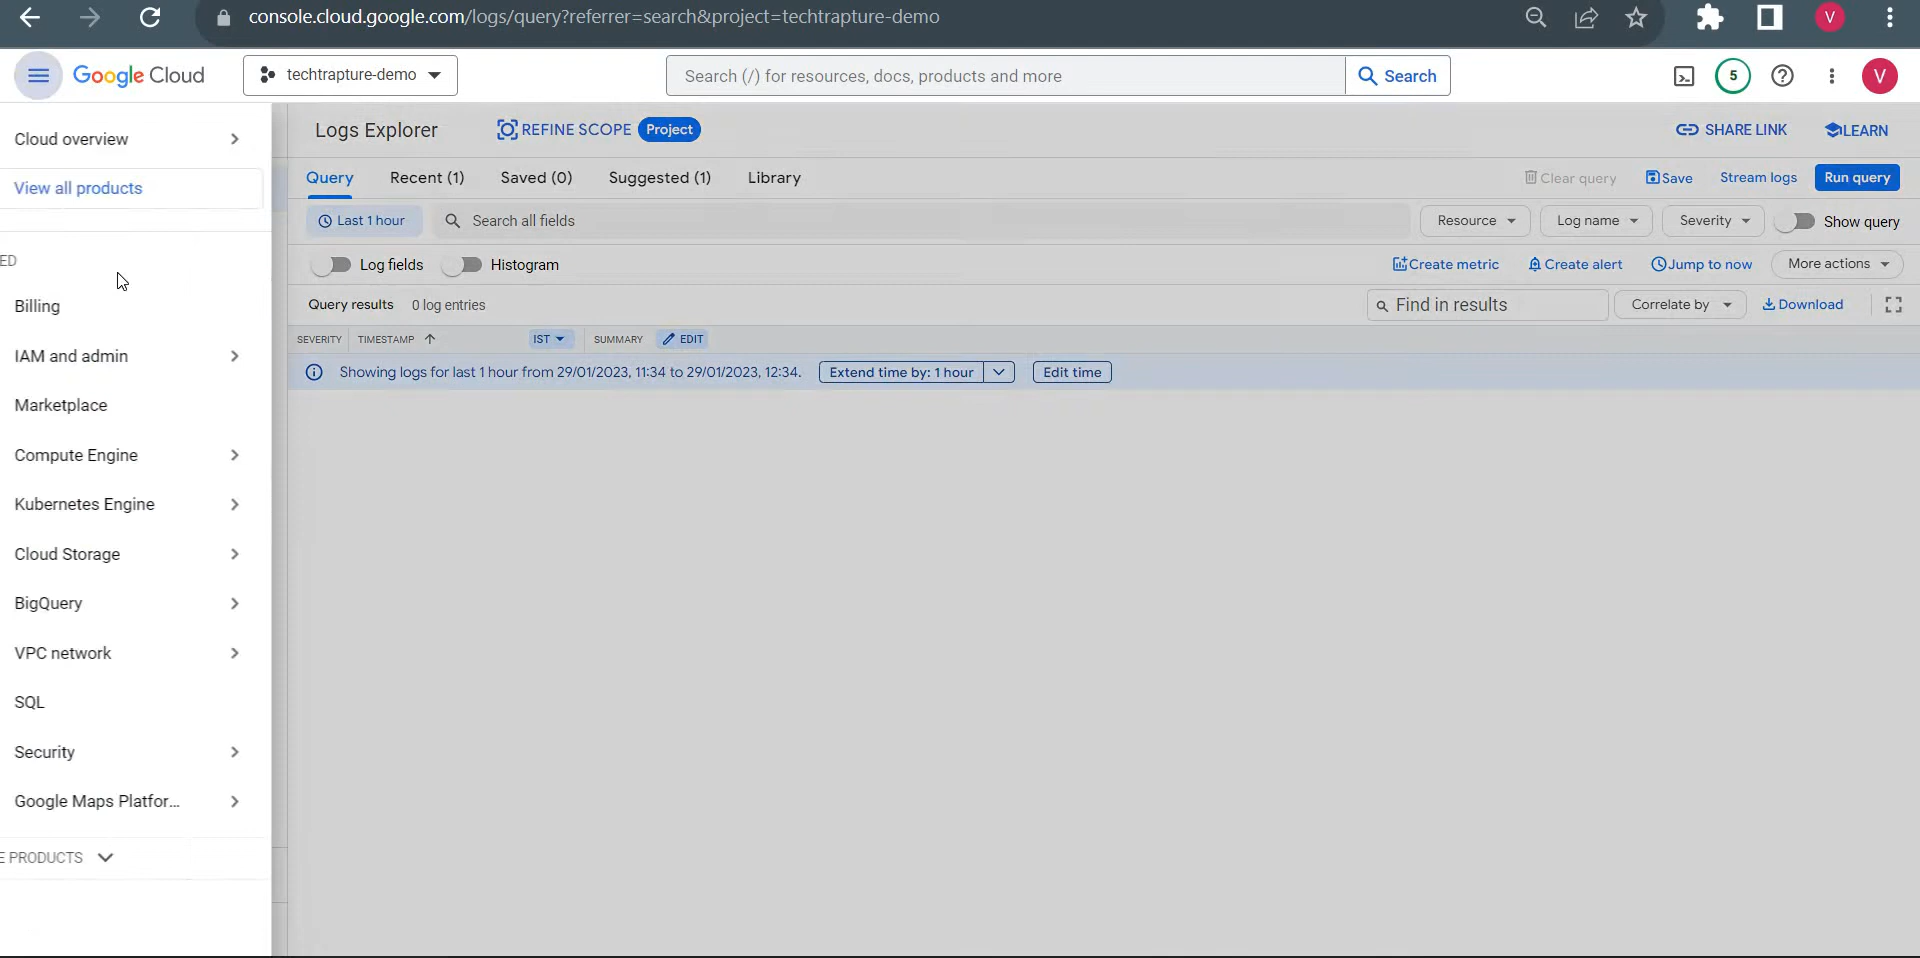 console.cloud.google.com/logs/query?referrer=search&project=techtrapture-demo
V
Google Cloud
techtrapture-demo
Search (/) for resources, docs, products and more
Search
5
V
Cloud overview
View all products
ED
Billing
IAM and admin
Marketplace
Compute Engine
Kubernetes Engine
Cloud Storage
BigQuery
VPC network
SQL
Security
Google Maps Platfor...
E PRODUCTS
Logs Explorer
REFINE SCOPE
Project
SHARE LINK
LEARN
Query
Recent (1)
Saved (0)
Suggested (1)
Library
Clear query
Save
Stream logs
Run query
Last 1 hour
Search all fields
Resource
Log name
Severity
Show query
Log fields
Histogram
Create metric
Create alert
Jump to now
More actions
Query results
0 log entries
Find in results
Correlate by
Download
SEVERITY
TIMESTAMP
IST
SUMMARY
EDIT
Showing logs for last 1 hour from 29/01/2023, 11:34 to 29/01/2023, 12:34.
Extend time by: 1 hour
Edit time